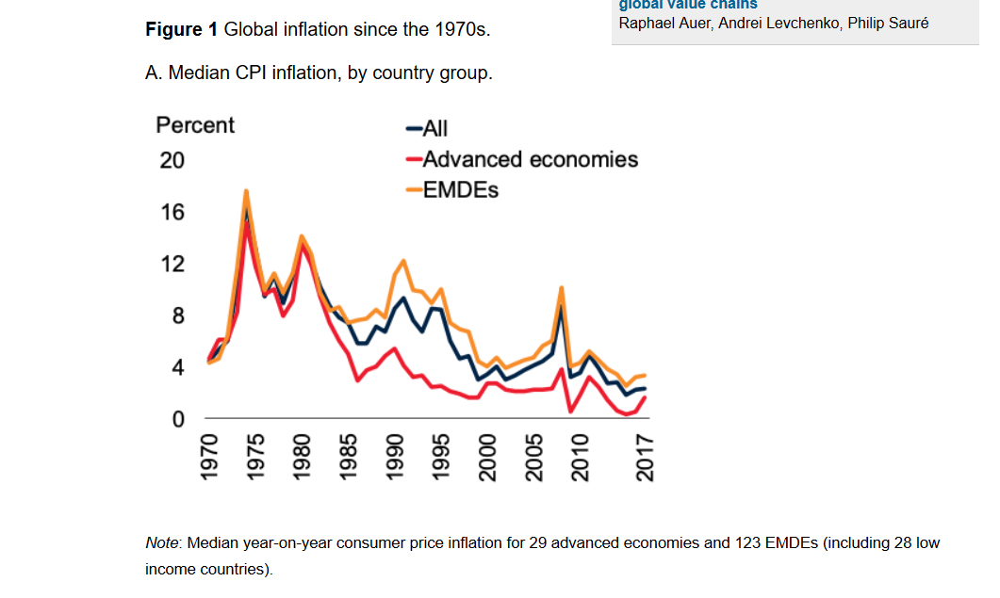 global value chains
Raphael Auer, Andrei Levchenko, Philip Sauré
Figure 1 Global inflation since the 1970s.
A. Median CPI inflation, by country group.
Percent
All
Advanced economies
EMDEs
20
16
12
8
4
0
1970
1975
1980
1985
1990
1995
2000
2005
2010
2017
Note: Median year-on-year consumer price inflation for 29 advanced economies and 123 EMDEs (including 28 low
income countries).